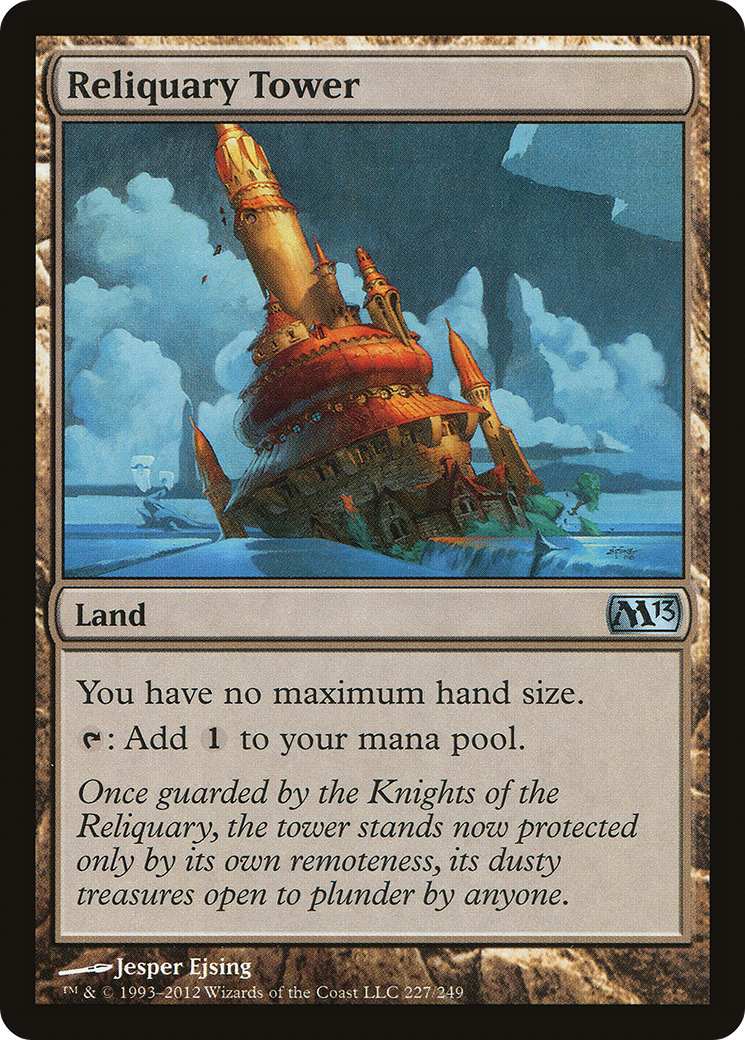 Reliquary Tower
Land
M13
You have no maximum hand size.
: Add 1 to your mana pool.
Once guarded by the Knights of the
Reliquary, the tower stands now protected
only by its own remoteness, its dusty
treasures open to plunder by anyone.
Jesper Ejsing
™ & © 1993–2012 Wizards of the Coast LLC 227/249